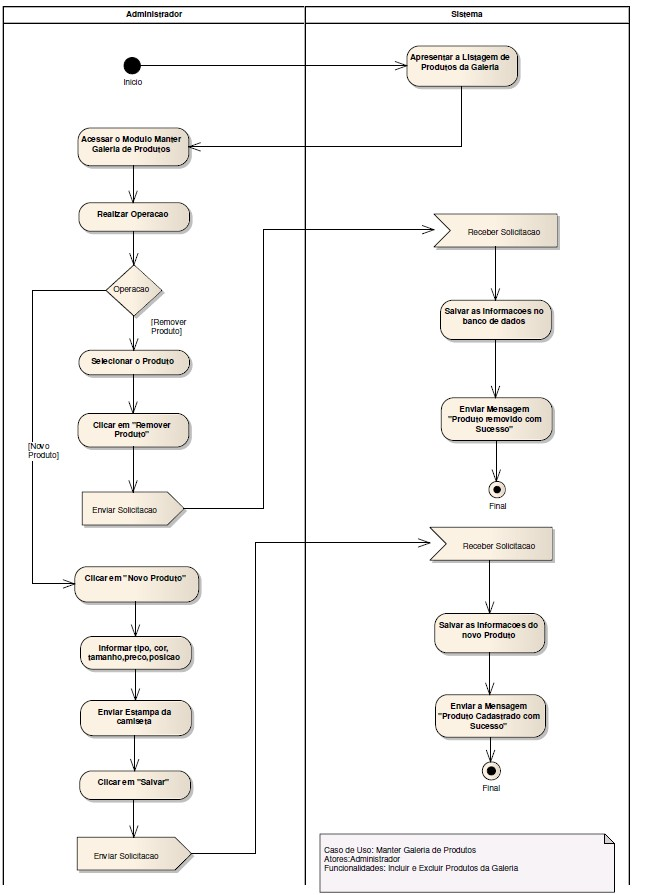 Administrador
Sistema
Inicio
Apresentar a Listagem de
Produtos da Galeria
Acessar o Modulo Manter
Galeria de Produtos
Realizar Operacao
Receber Solicitacao
Operacao
Salvar as Informacoes no
banco de dados
[Remover
Produto]
Selecionar o Produto
Clicar em "Remover
Produto"
Enviar Mensagem
"Produto removido com
Sucesso"
[Novo
Produto]
Enviar Solicitacao
Final
Receber Solicitacao
Clicar em "Novo Produto"
Salvar as Informacoes do
novo Produto
Informar tipo, cor,
tamanho,preco,posicao
Enviar Estampa da
camiseta
Enviar a Mensagem
"Produto Cadastrado com
Sucesso"
Clicar em "Salvar"
Final
Enviar Solicitacao
Caso de Uso: Manter Galeria de Produtos
Atores:Administrador
Funcionalidades: Incluir e Excluir Produtos da Galeria